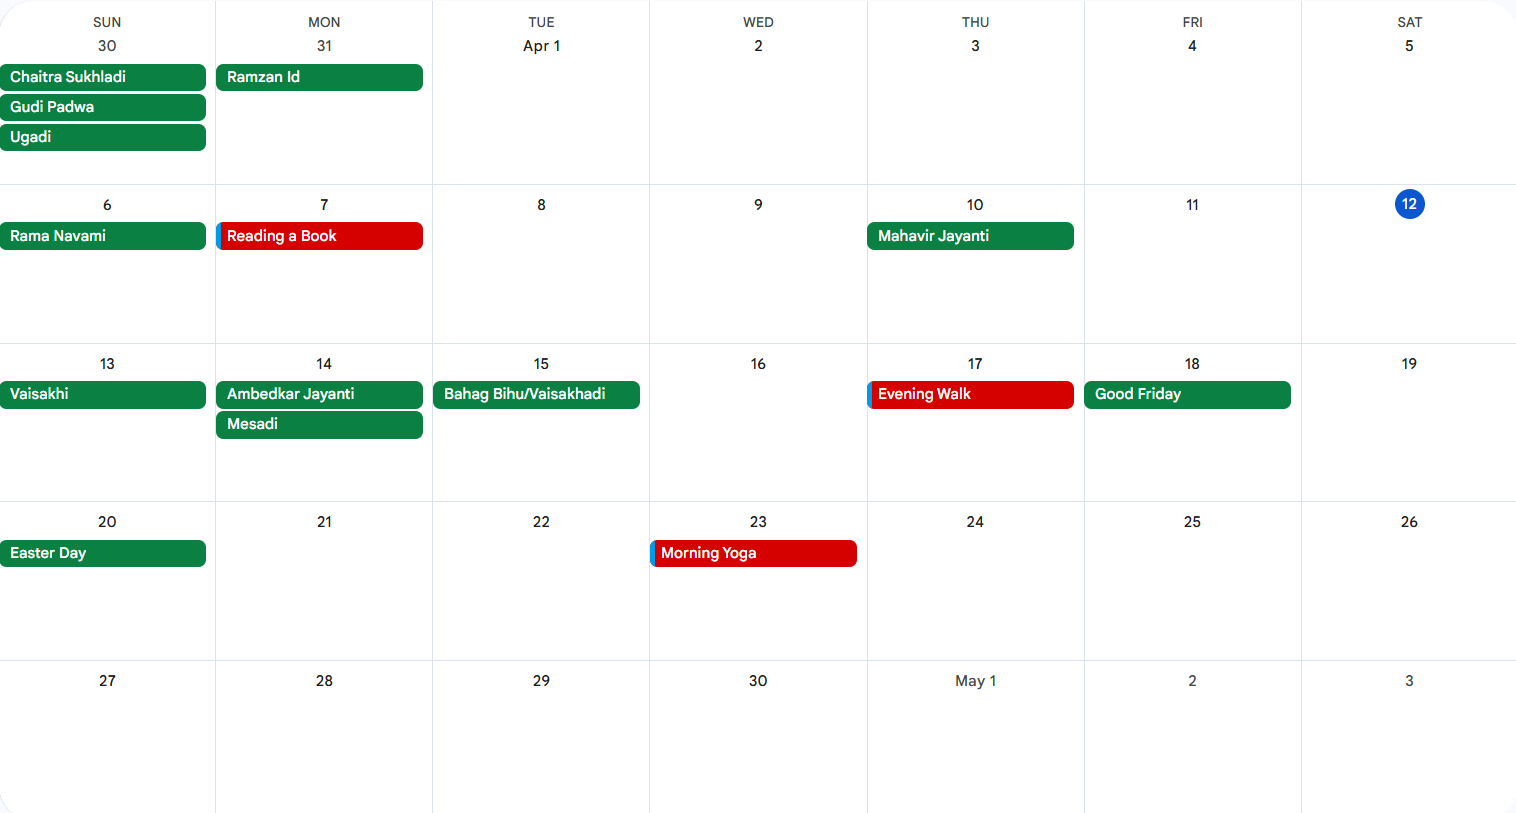 SUN MON TUE WED THU FRI SAT
30 31 Apr 1 2 3 4 5
Chaitra Sukhladi Ramzan Id
Gudi Padwa
Ugadi
6 7 8 9 10 11 12
Rama Navami Reading a Book Mahavir Jayanti
13 14 15 16 17 18 19
Vaisakhi Ambedkar Jayanti Bahag Bihu/Vaisakhadi Evening Walk Good Friday
Mesadi
20 21 22 23 24 25 26
Easter Day Morning Yoga
27 28 29 30 May 1 2 3